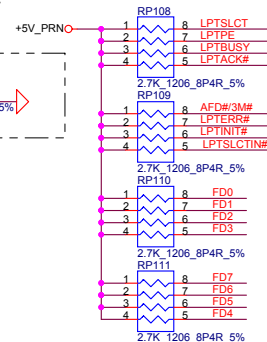 RP108
+5V_PRN
1 8 LPTSLCT
2 7 LPTPE
3 6 LPTBUSY
4 5 LPTACK#
2.7K_1206_8P4R_5%
RP109
5%
1 8 AFD#/3M#
2 7 LPTERR#
3 6 LPTINIT#
4 5 LPTSLCTIN#
2.7K_1206_8P4R_5%
RP110
1 8 FD0
2 7 FD1
3 6 FD2
4 5 FD3
2.7K_1206_8P4R_5%
RP111
1 8 FD7
2 7 FD6
3 6 FD5
4 5 FD4
2.7K_1206_8P4R_5%